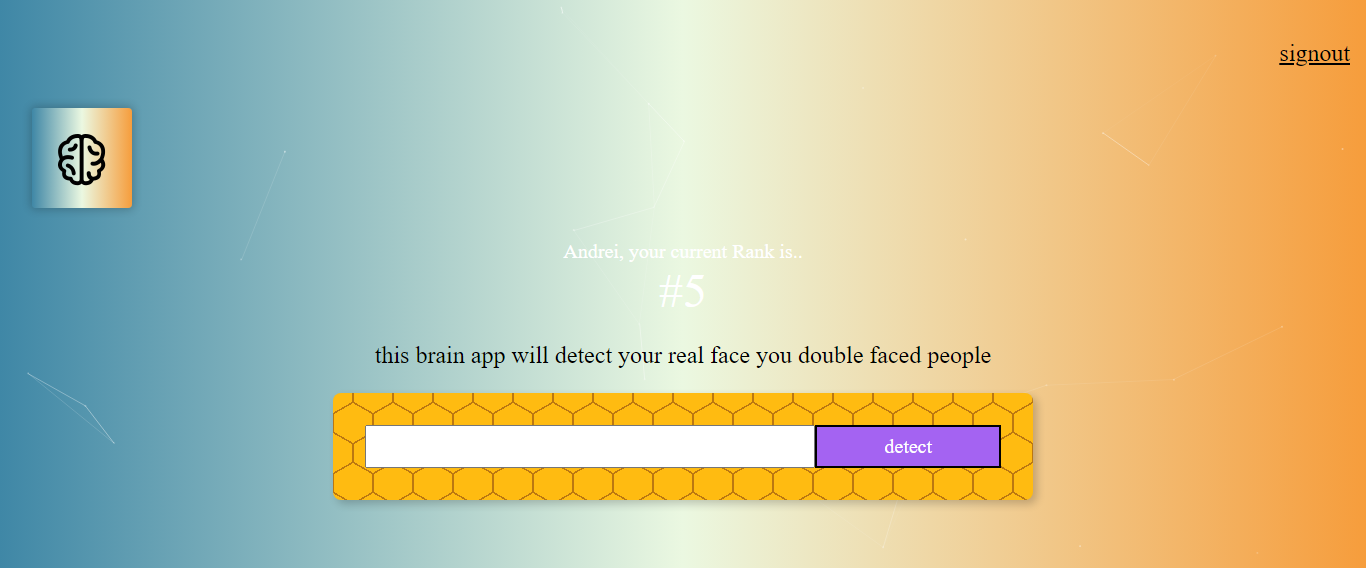 signout
Andrei, your current Rank is..
#5
this brain app will detect your real face you double faced people
detect